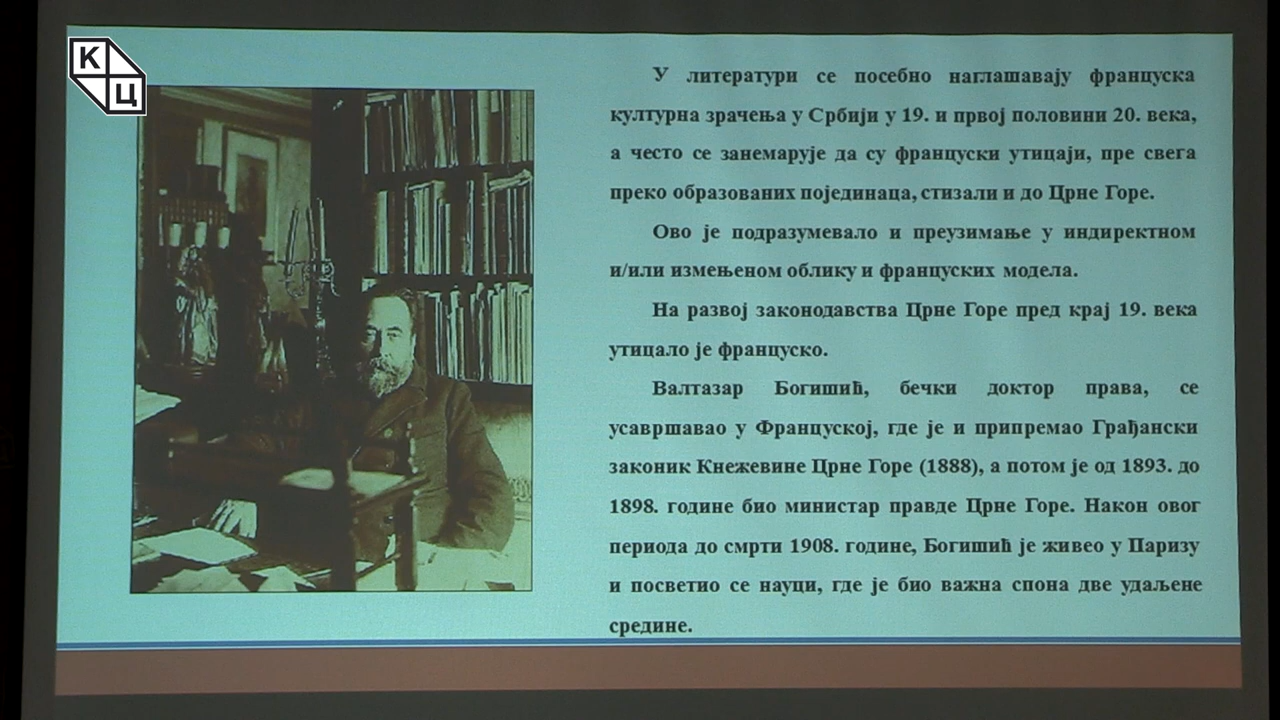 К
Ц
У литератури се посебно наглашавају француска
културна зрачења у Србији у 19. и првој половини 20. века,
а често се занемарује да су француски утицаји, пре свега
преко образованих појединаца, стизали и до Црне Горе.
Ово је подразумевало и преузимање у индиректном
и/или измењеном облику и француских модела.
На развој законодавства Црне Горе пред крај 19. века
утицало је француско.
Валтазар Богишић, бечки доктор права, се
усавршавао у Француској, где је и припремао Грађански
законик Кнежевине Црне Горе (1888), а потом је од 1893. до
1898. године био министар правде Црне Горе. Након овог
периода до смрти 1908. године, Богишић је живео у Паризу
и посветио се науци, где је био важна спона две удаљене
средине.